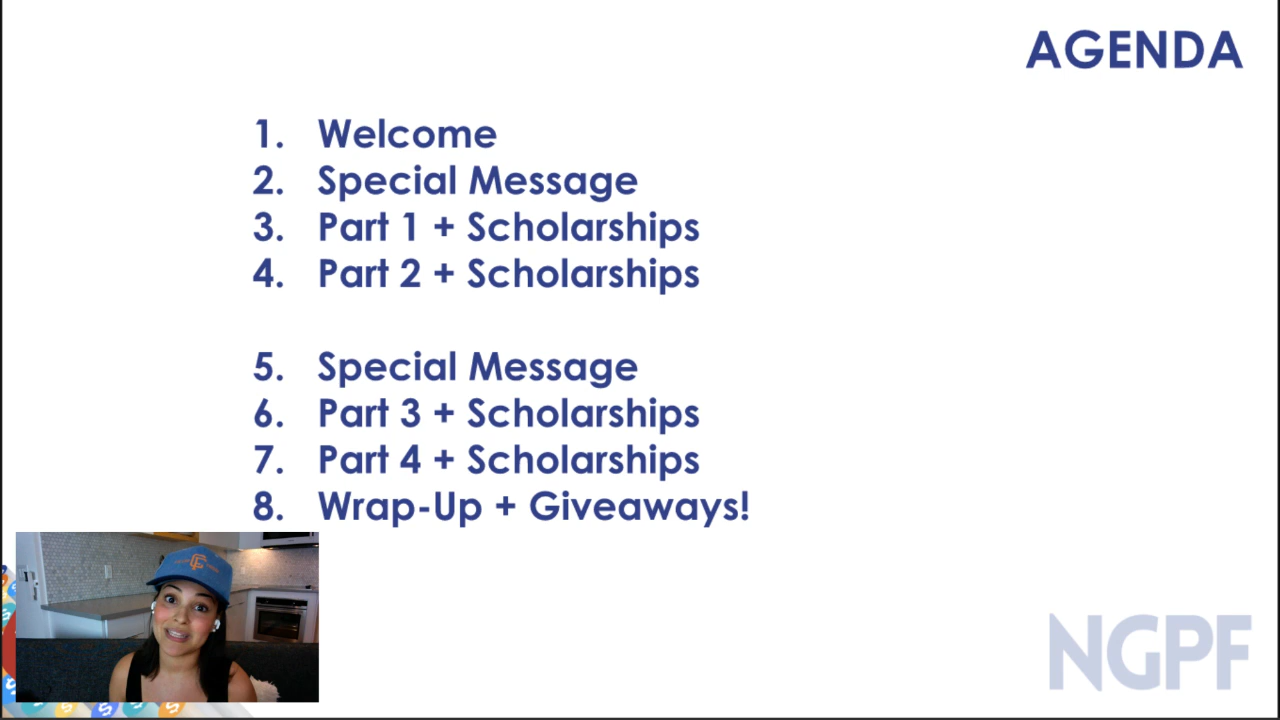 AGENDA
1. Welcome
2. Special Message
3. Part 1 + Scholarships
4. Part 2 + Scholarships
5. Special Message
6. Part 3 + Scholarships
7. Part 4 + Scholarships
8. Wrap-Up + Giveaways!
NGPF